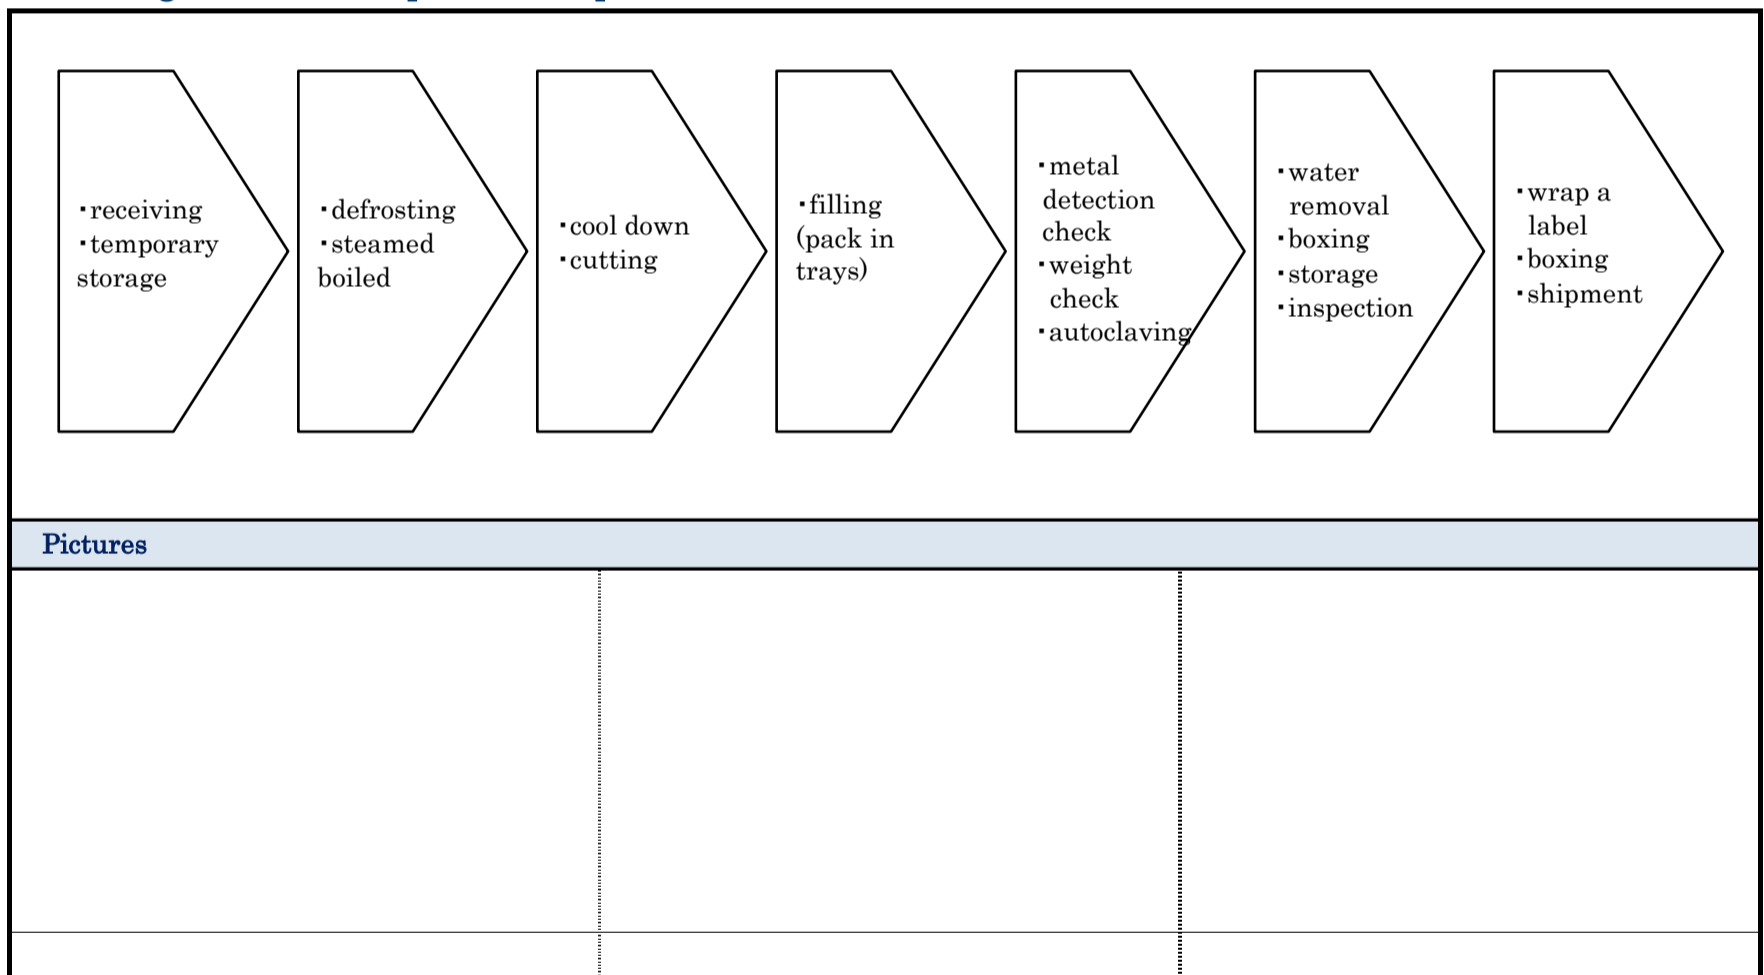 ・receiving
・temporary
storage
・defrosting
・steamed
boiled
・cool down
・cutting
・filling
(pack in
trays)
・metal
detection
check
・weight
check
・autoclaving
・water
removal
・boxing
・storage
・inspection
・wrap a
label
・boxing
・shipment
Pictures